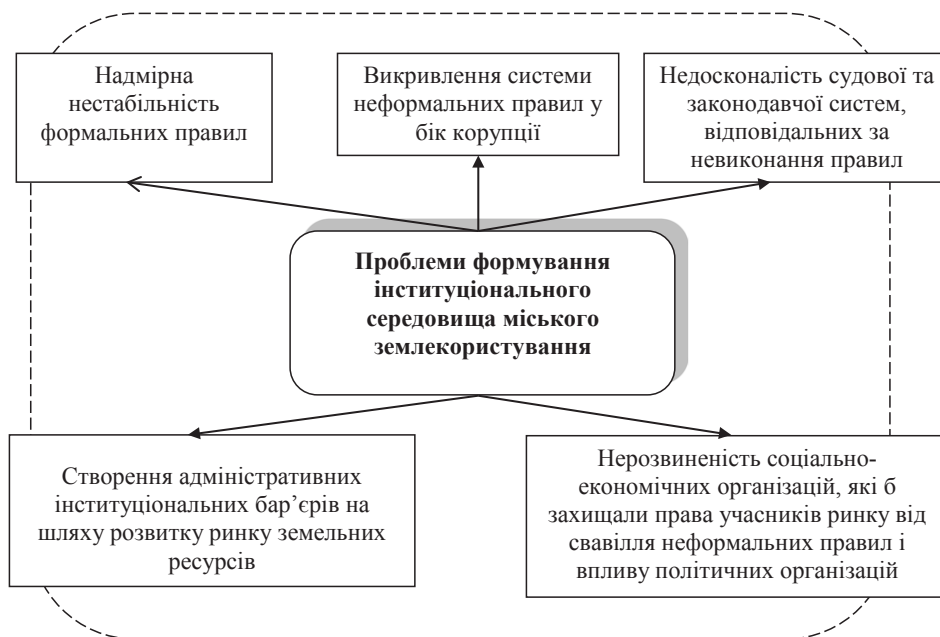 Надмірна
нестабільність
формальних правил
Викривлення системи
неформальних правил у
бік корупції
Недосконалість судової та
законодавчої систем,
відповідальних за
невиконання правил
Проблеми формування
інституціонального
середовища міського
землекористування
Створення адміністративних
інституціональних бар’єрів на
шляху розвитку ринку земельних
ресурсів
Нерозвиненість соціально-
економічних організацій, які б
захищали права учасників ринку від
свавілля неформальних правил і
впливу політичних організацій